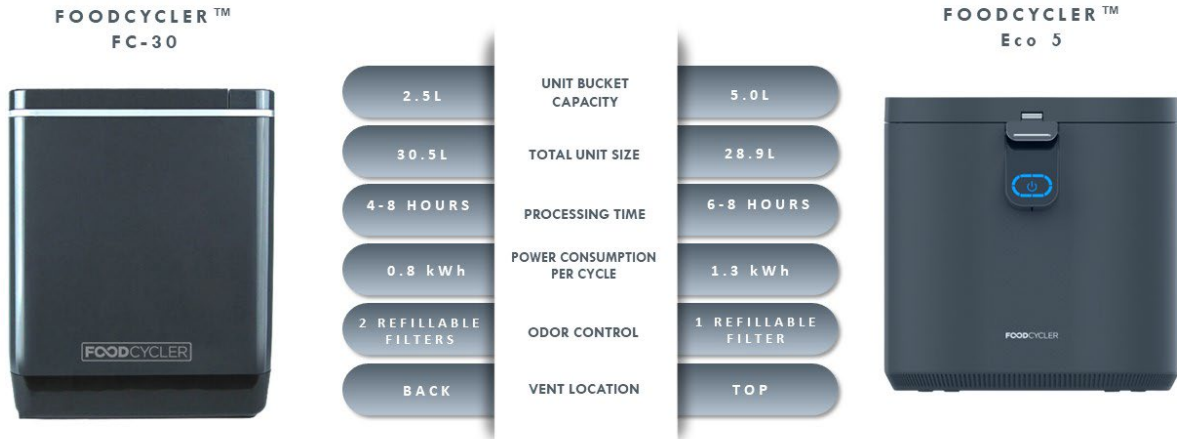 FOODCYCLER™
FC-30
FOODCYCLER™
Eco 5
2.5L
UNIT BUCKET
CAPACITY
5.0L
30.5L
TOTAL UNIT SIZE
28.9L
4-8 HOURS
PROCESSING TIME
6-8 HOURS
0.8 kWh
POWER CONSUMPTION
PER CYCLE
1.3 kWh
2 REFILLABLE
FILTERS
ODOR CONTROL
1 REFILLABLE
FILTER
BACK
VENT LOCATION
TOP
FOODCYCLER
FOODCYCLER